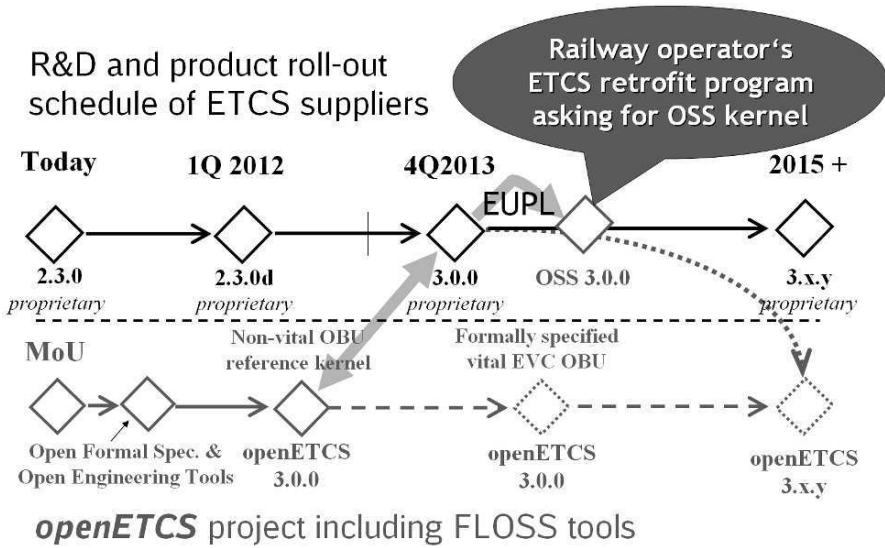 R&D and product roll-out
schedule of ETCS suppliers
Railway operator‘s
ETCS retrofit program
asking for OSS kernel
Today
1Q 2012
4Q2013
2015 +
EUPL
2.3.0
proprietary
2.3.0d
proprietary
3.0.0
proprietary
OSS 3.0.0
3.x.y
proprietary
MoU
Non-vital OBU
reference kernel
Formally specified
vital EVC OBU
Open Formal Spec. &
Open Engineering Tools
openETCS
3.0.0
openETCS
3.0.0
openETCS
3.x.y
openETCS project including FLOSS tools